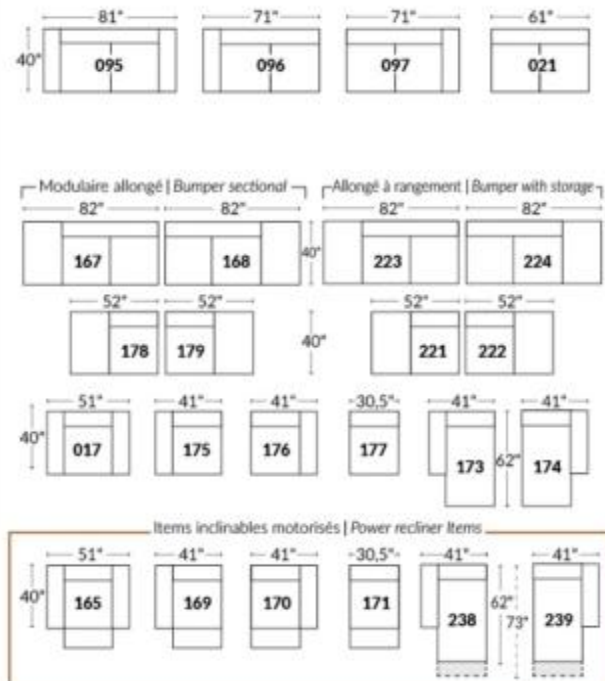 81" 71" 71" 61"
40" 095 096 097 021
Modulaire allongé | Bumper sectional Allongé à rangement | Bumper with storage
82" 82" 82" 82"
167 168 40" 223 224
52" 52" 52" 52"
178 179 40" 221 222
51" 41" 41" 30,5" 41" 41"
40" 017 175 176 177 173 62" 174
Items inclinables motorisés | Power recliner Items
51" 41" 41" 30,5" 41" 41"
40" 165 169 170 171 238 62" 73" 239